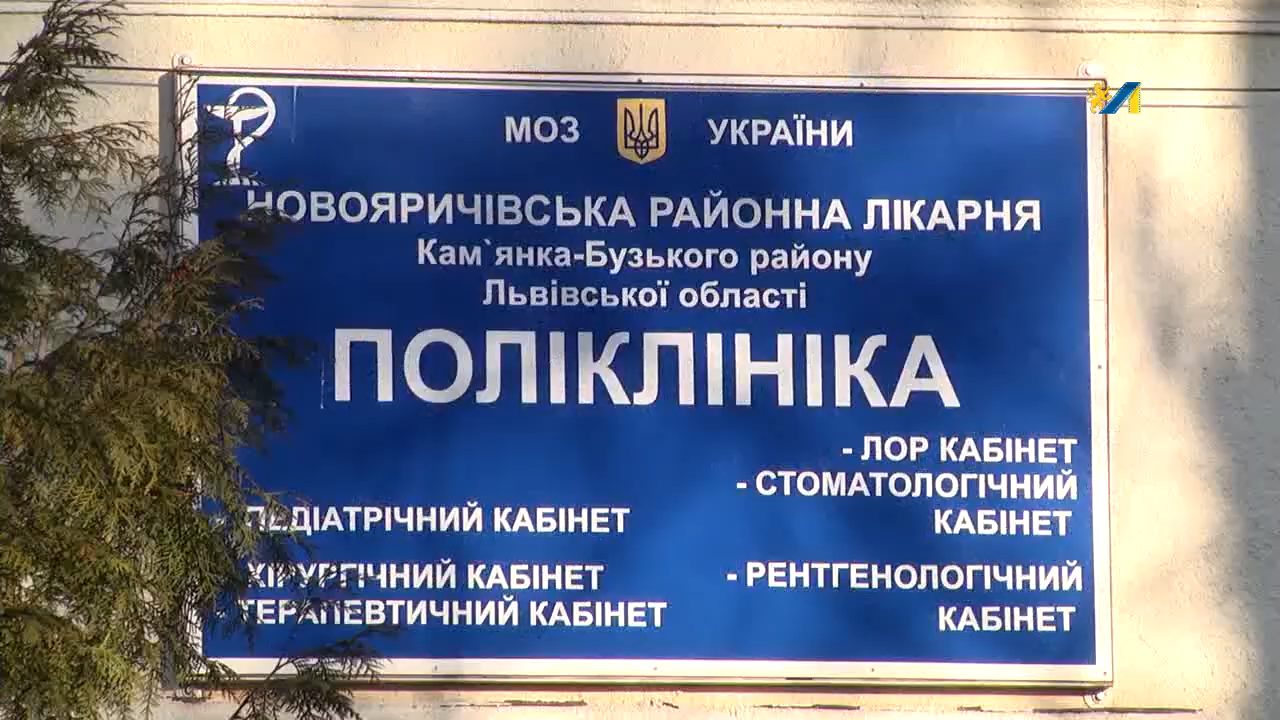 МОЗ УКРАЇНИ
НОВОЯРИЧІВСЬКА РАЙОННА ЛІКАРНЯ
Кам`янка-Бузького району
Львівської області
ПОЛІКЛІНІКА
- ЛОР КАБІНЕТ
- СТОМАТОЛОГІЧНИЙ
КАБІНЕТ
ПЕДІАТРІЧНИЙ КАБІНЕТ
ХІРУРГІЧНИЙ КАБІНЕТ
ТЕРАПЕВТИЧНИЙ КАБІНЕТ
- РЕНТГЕНОЛОГІЧНИЙ
КАБІНЕТ